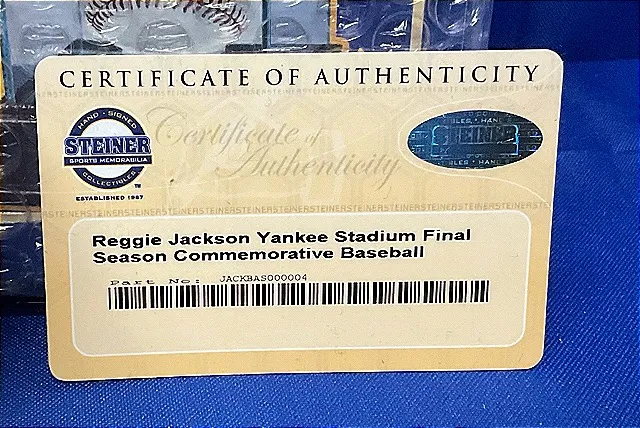 CERTIFICATE OF AUTHENTICITY
HAND · SIGNED
STEINER
SPORTS MEMORABILIA
COLLECTIBLES
TM
ESTABLISHED 1987
Certificate of
Authenticity
STEINER
Reggie Jackson Yankee Stadium Final
Season Commemorative Baseball
Part No: JACKBAS000004